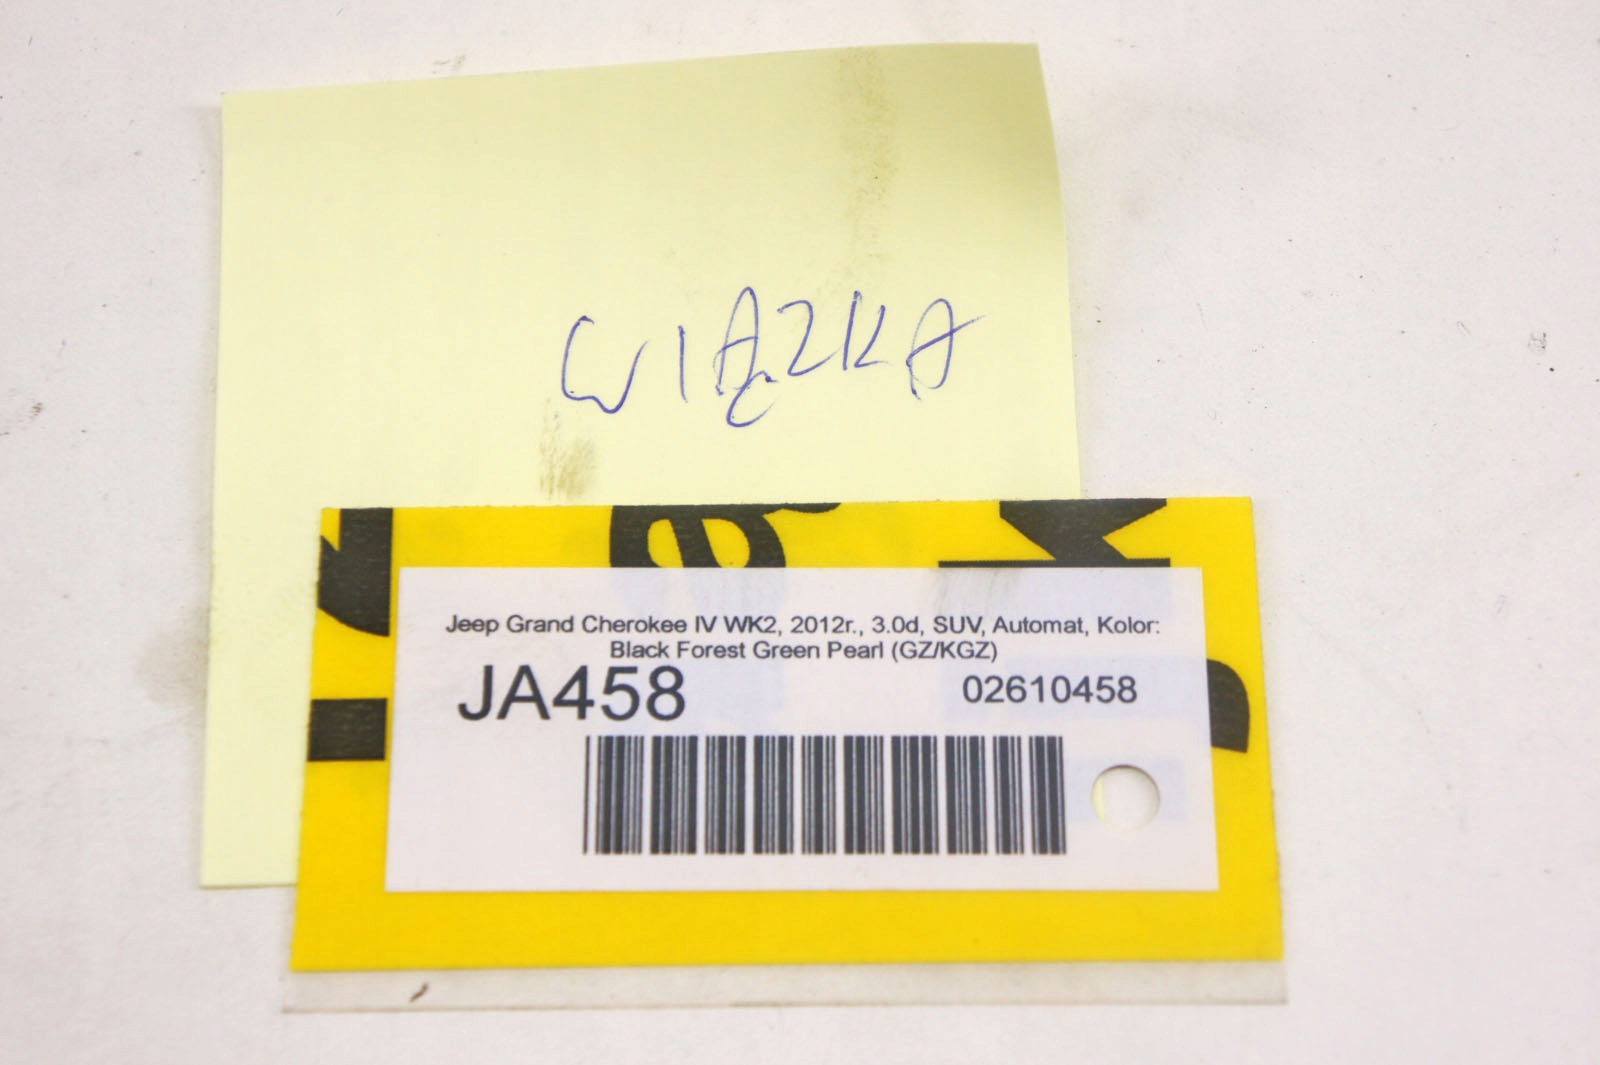 WIĄZKA
Jeep Grand Cherokee IV WK2, 2012r., 3.0d, SUV, Automat, Kolor:
Black Forest Green Pearl (GZ/KGZ)
JA458 02610458